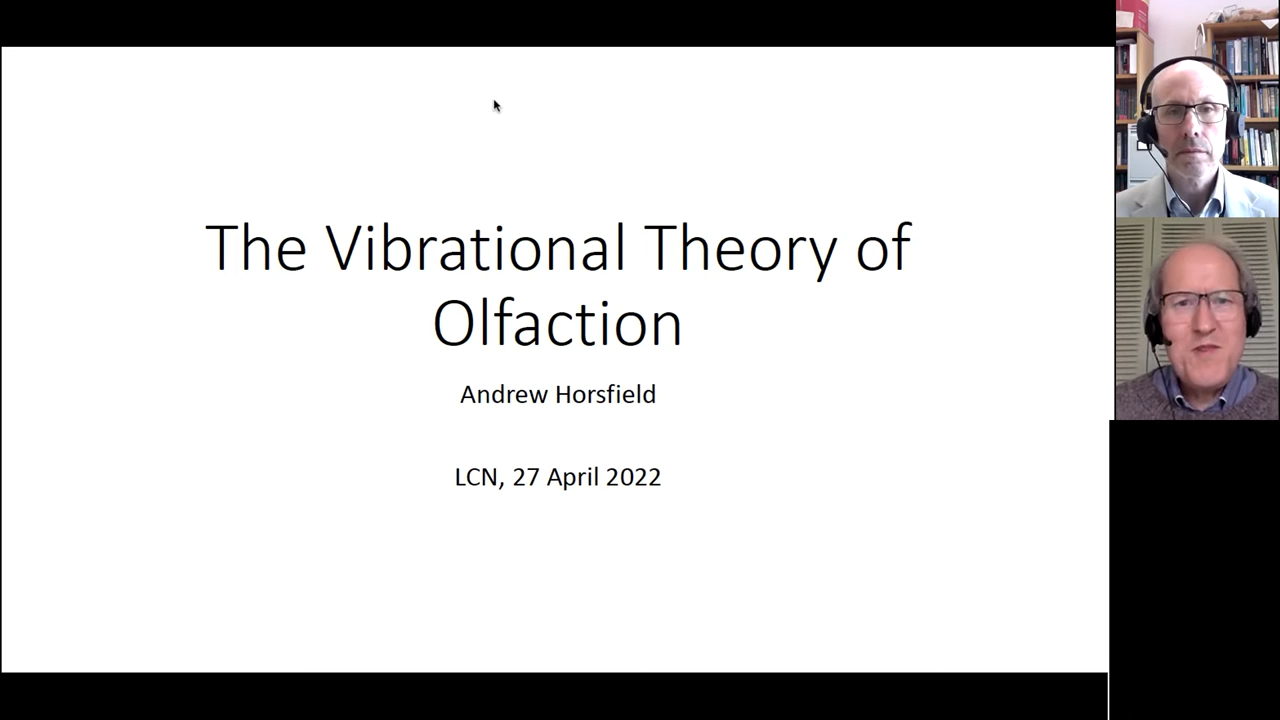 The Vibrational Theory of
Olfaction
Andrew Horsfield
LCN, 27 April 2022